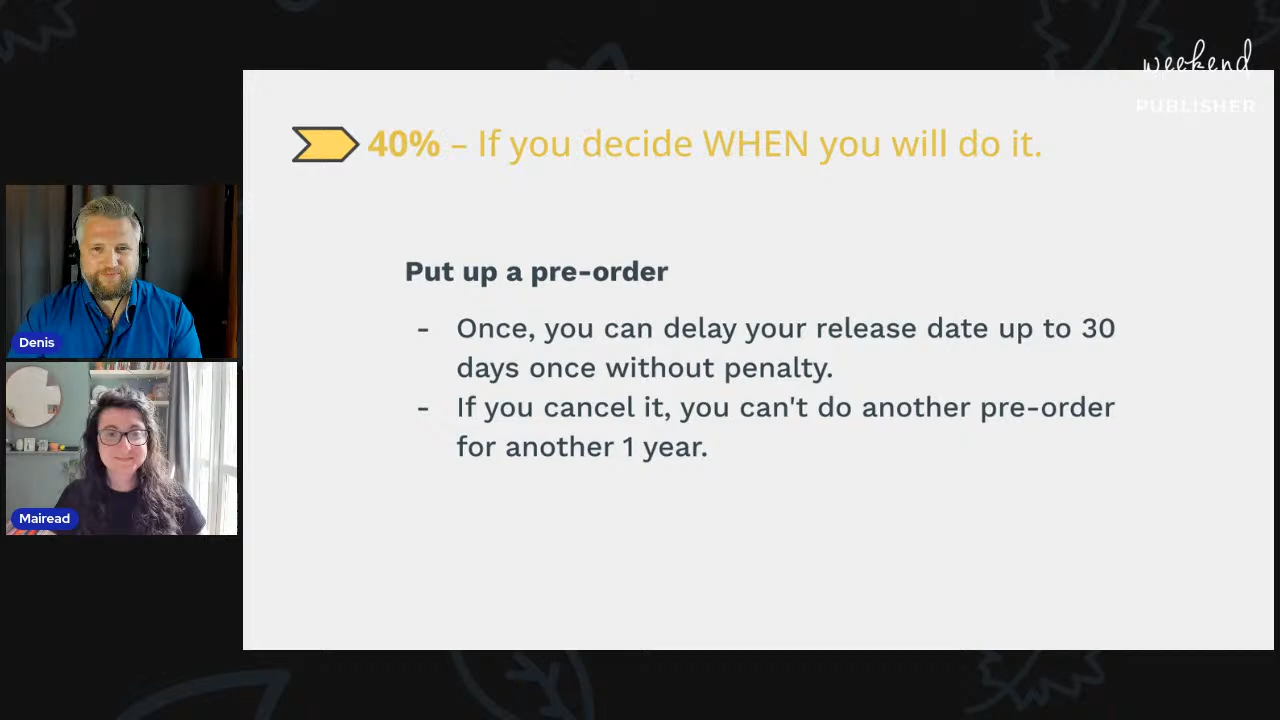 weekend
PUBLISHER
40% – If you decide WHEN you will do it.
Put up a pre-order
- Once, you can delay your release date up to 30
days once without penalty.
- If you cancel it, you can't do another pre-order
for another 1 year.
Denis
Mairead